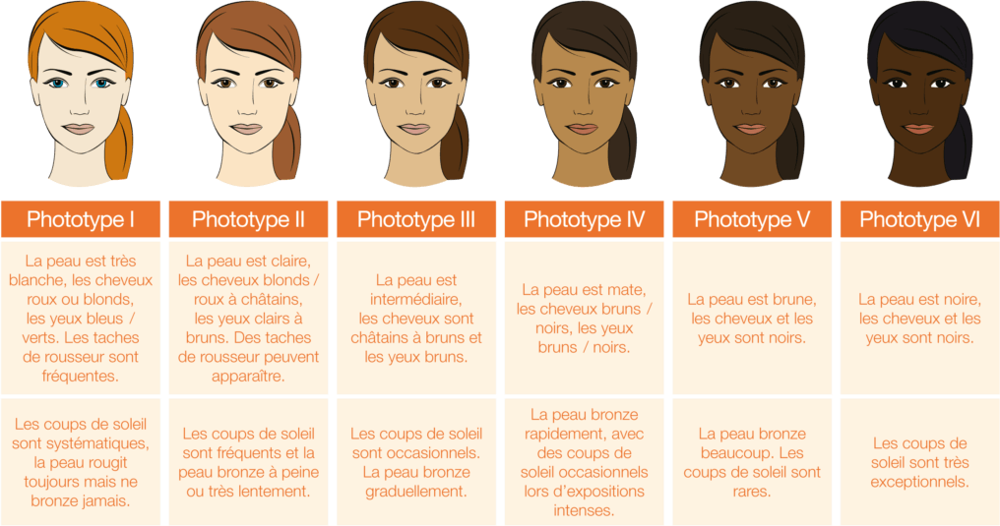 Phototype I
Phototype II
Phototype III
Phototype IV
Phototype V
Phototype VI
La peau est très
blanche, les cheveux
roux ou blonds,
les yeux bleus /
verts. Les taches
de rousseur sont
fréquentes.
La peau est claire,
les cheveux blonds /
roux à châtains,
les yeux clairs à
bruns. Des taches
de rousseur peuvent
apparaître.
La peau est
intermédiaire,
les cheveux sont
châtains à bruns et
les yeux bruns.
La peau est mate,
les cheveux bruns /
noirs, les yeux
bruns / noirs.
La peau est brune,
les cheveux et les
yeux sont noirs.
La peau est noire,
les cheveux et les
yeux sont noirs.
Les coups de soleil
sont systématiques,
la peau rougit
toujours mais ne
bronze jamais.
Les coups de soleil
sont fréquents et la
peau bronze à peine
ou très lentement.
Les coups de soleil
sont occasionnels.
La peau bronze
graduellement.
La peau bronze
rapidement, avec
des coups de
soleil occasionnels
lors d’expositions
intenses.
La peau bronze
beaucoup. Les
coups de soleil sont
rares.
Les coups de
soleil sont très
exceptionnels.